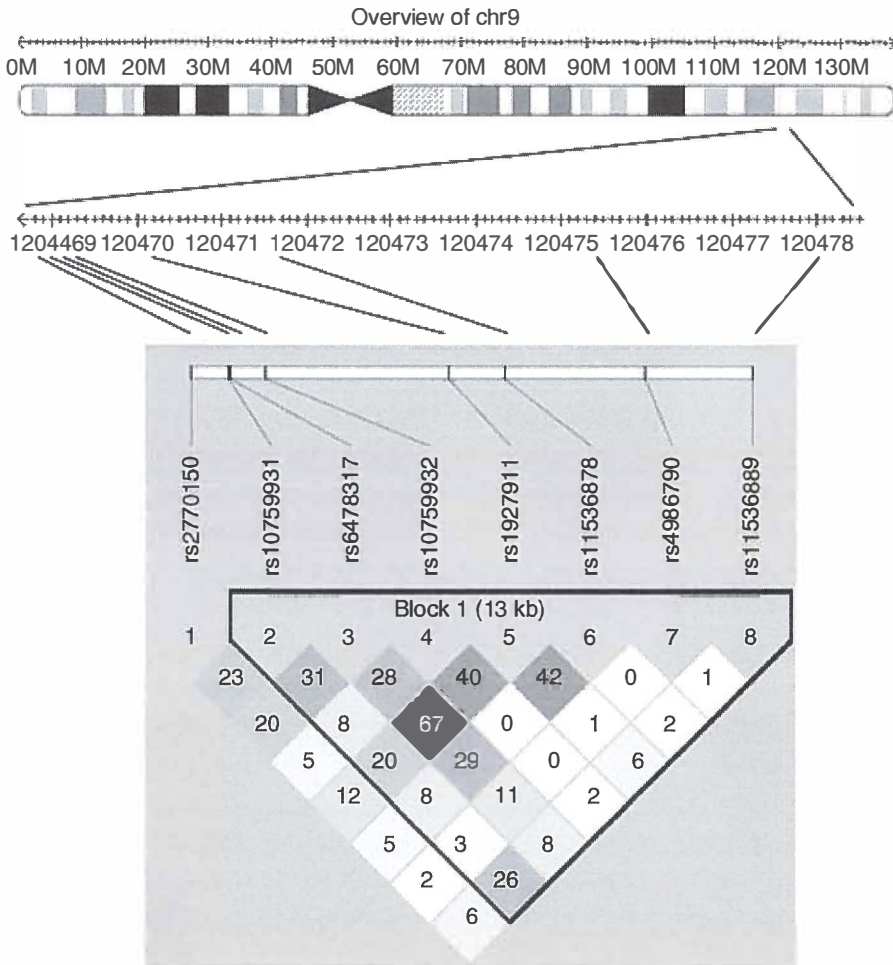 Overview of chr9
0M 10M 20M 30M 40M 50M 60M 70M 80M 90M 100M 110M 120M 130M
1204469 120470 120471 120472 120473 120474 120475 120476 120477 120478
rs2770150
rs10759931
rs6478317
rs10759932
rs1927911
rs11536878
rs4986790
rs11536889
Block 1 (13 kb)
1 2 3 4 5 6 7 8
23 31 28 40 42 0 1
20 8 67 0 1 2
5 20 29 0 6
12 8 11 2
5 3 8
2 26
6